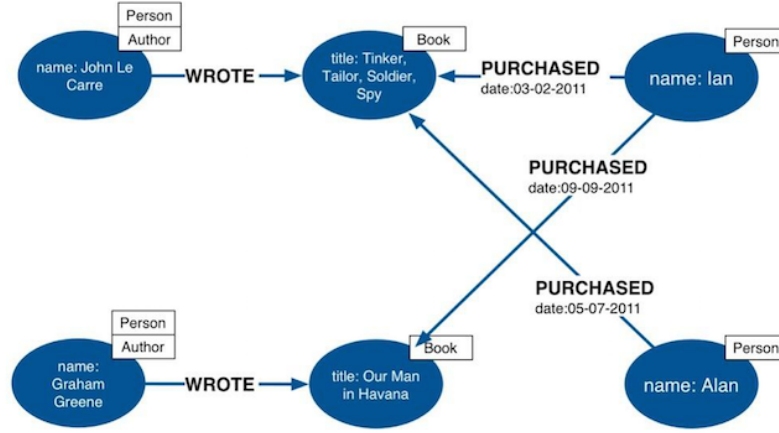 Person
Author
name: John Le
Carre
WROTE
Book
title: Tinker,
Tailor, Soldier,
Spy
PURCHASED
date:03-02-2011
Person
name: Ian
PURCHASED
date:09-09-2011
PURCHASED
date:05-07-2011
Person
Author
name:
Graham
Greene
WROTE
Book
title: Our Man
in Havana
Person
name: Alan